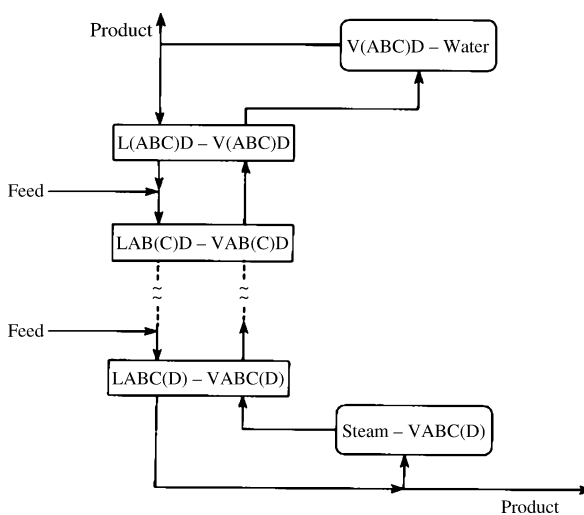 Product
V(ABC)D – Water
L(ABC)D – V(ABC)D
Feed
LAB(C)D – VAB(C)D
Feed
LABC(D) – VABC(D)
Steam – VABC(D)
Product